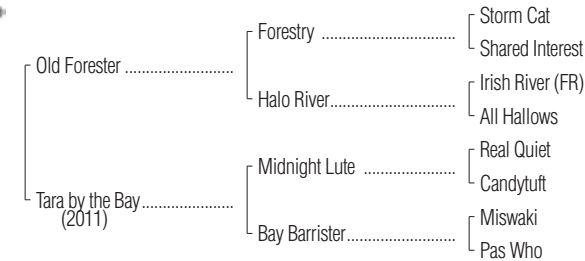 Storm Cat
Forestry ..............................
Shared Interest
Old Forester ........................
Irish River (FR)
Halo River............................
All Hallows
Real Quiet
Midnight Lute ....................
Candytuft
Tara by the Bay....................
(2011)
Miswaki
Bay Barrister........................
Pas Who